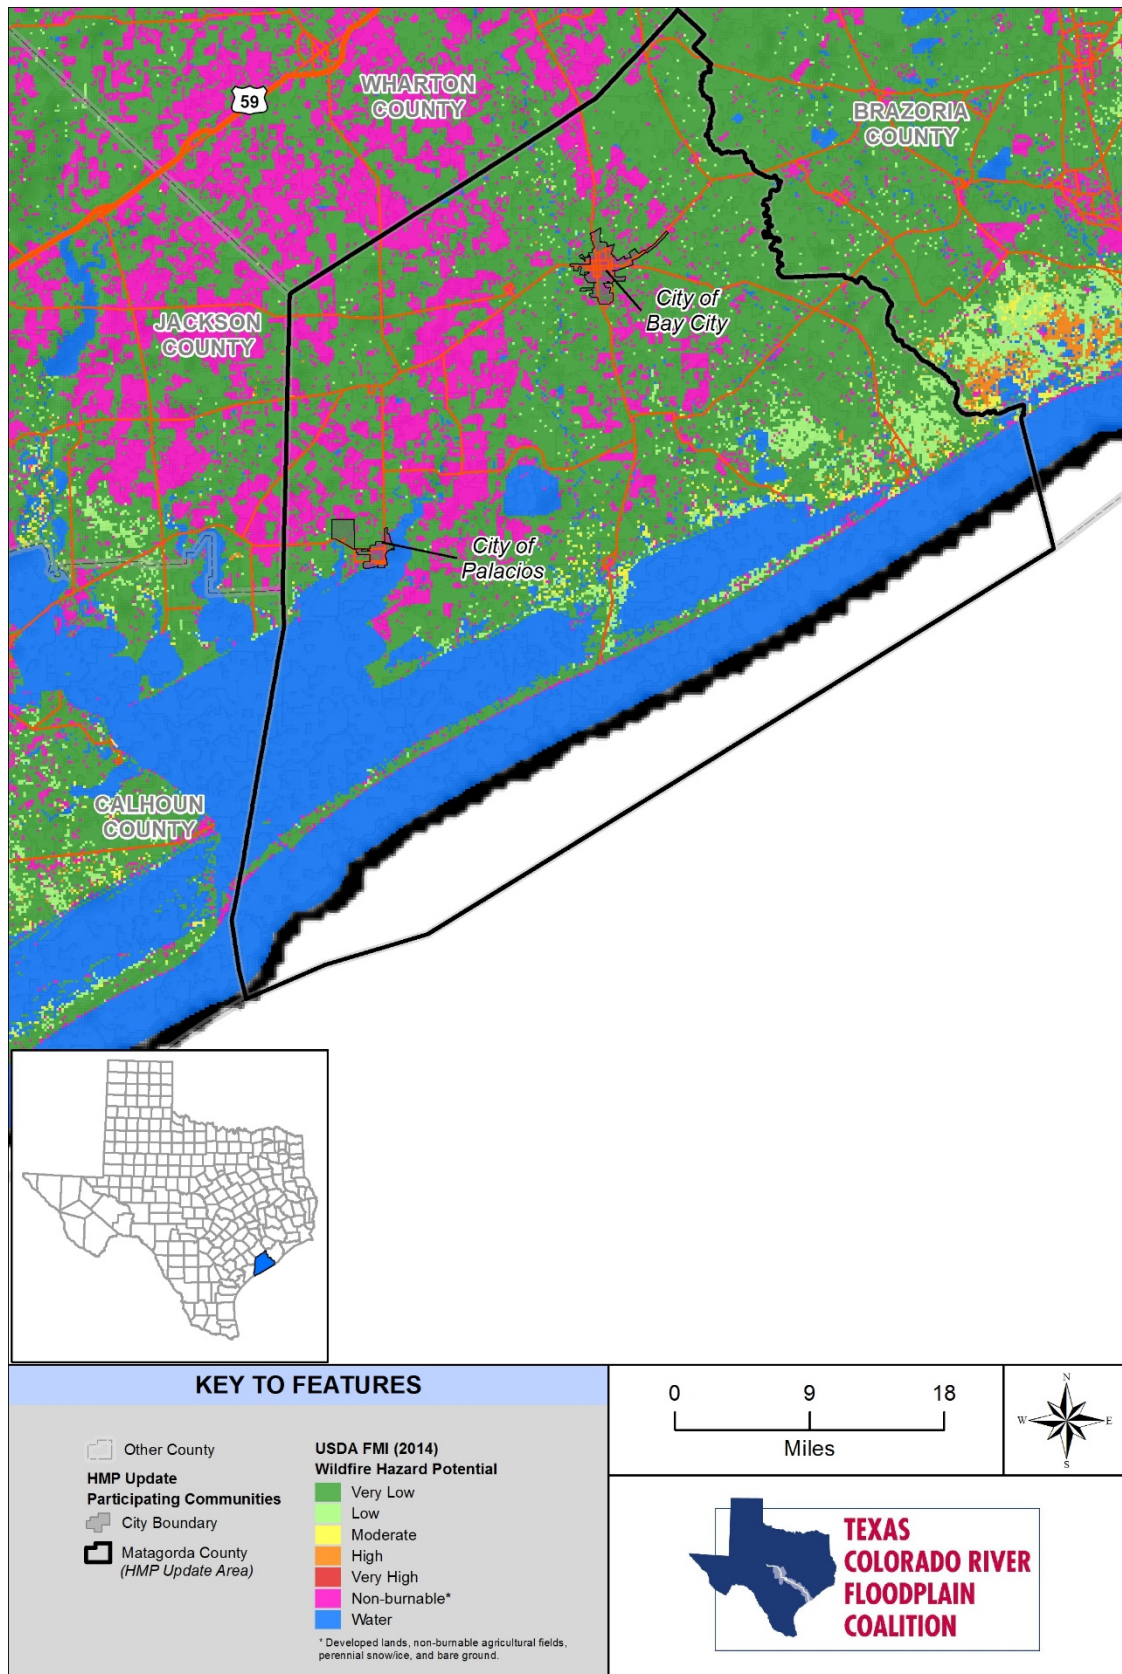 WHARTON
COUNTY
59
BRAZORIA
COUNTY
City of
Bay City
JACKSON
COUNTY
City of
Palacios
CALHOUN
COUNTY
KEY TO FEATURES
Other County
HMP Update
Participating Communities
City Boundary
Matagorda County
(HMP Update Area)
USDA FMI (2014)
Wildfire Hazard Potential
Very Low
Low
Moderate
High
Very High
Non-burnable*
Water
* Developed lands, non-burnable agricultural fields,
perennial snow/ice, and bare ground.
0 9 18
Miles
N
W E
S
TEXAS
COLORADO RIVER
FLOODPLAIN
COALITION